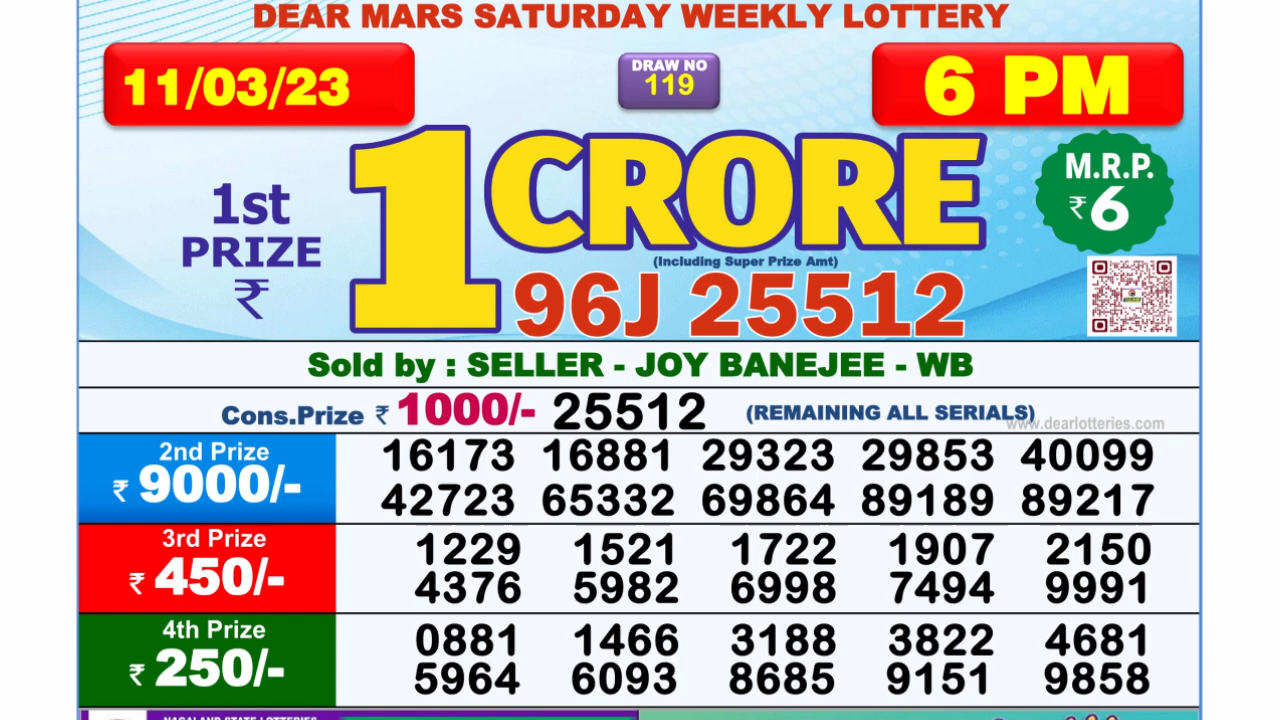 DEAR MARS SATURDAY WEEKLY LOTTERY
11/03/23
DRAW NO
119
6 PM
1st
PRIZE
₹
1 CRORE
(Including Super Prize Amt)
M.R.P.
₹ 6
96J 25512
Sold by : SELLER - JOY BANEJEE - WB
Cons.Prize ₹ 1000/- 25512 (REMAINING ALL SERIALS)
www.dearlotteries.com
2nd Prize
₹ 9000/-
16173 16881 29323 29853 40099
42723 65332 69864 89189 89217
3rd Prize
₹ 450/-
1229 1521 1722 1907 2150
4376 5982 6998 7494 9991
4th Prize
₹ 250/-
0881 1466 3188 3822 4681
5964 6093 8685 9151 9858
NAGALAND STATE LOTTERIES